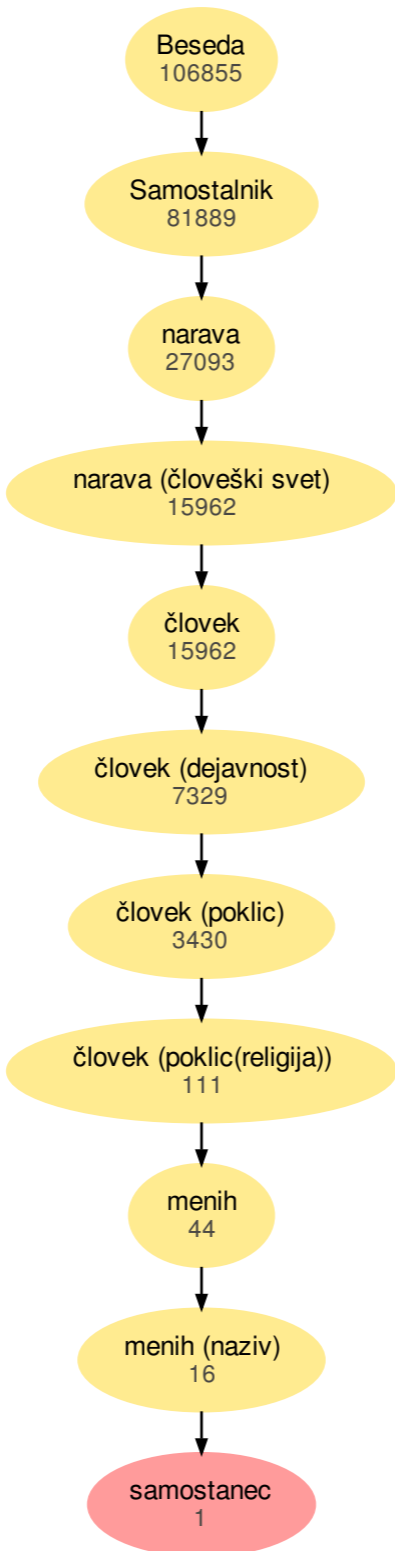 Beseda
106855
Samostalnik
81889
narava
27093
narava (človeški svet)
15962
človek
15962
človek (dejavnost)
7329
človek (poklic)
3430
človek (poklic(religija))
111
menih
44
menih (naziv)
16
samostanec
1